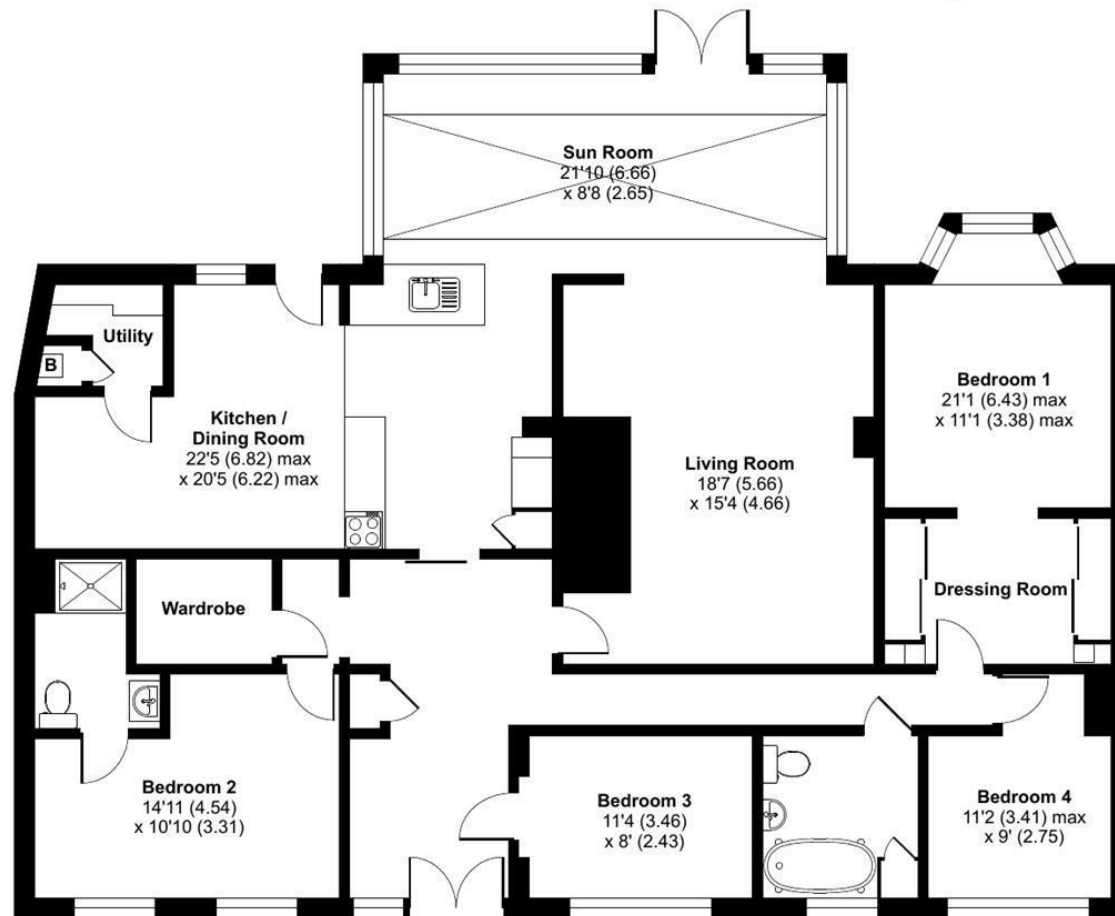 Sun Room
21'10 (6.66)
x 8'8 (2.65)
Utility
B
Kitchen /
Dining Room
22'5 (6.82) max
x 20'5 (6.22) max
Living Room
18'7 (5.66)
x 15'4 (4.66)
Bedroom 1
21'1 (6.43) max
x 11'1 (3.38) max
Dressing Room
Wardrobe
Bedroom 2
14'11 (4.54)
x 10'10 (3.31)
Bedroom 3
11'4 (3.46)
x 8' (2.43)
Bedroom 4
11'2 (3.41) max
x 9' (2.75)